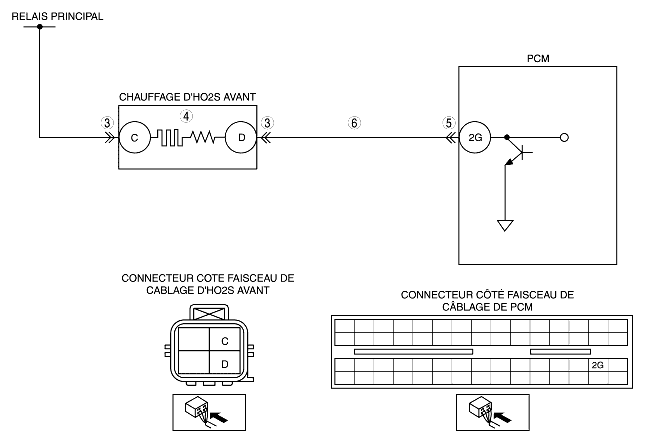 RELAIS PRINCIPAL
PCM
CHAUFFAGE D'HO2S AVANT
3
C
4
D
3
6
5
2G
CONNECTEUR COTE FAISCEAU DE
CABLAGE D'HO2S AVANT
C
D
CONNECTEUR CÔTÉ FAISCEAU DE
CÂBLAGE DE PCM
2G